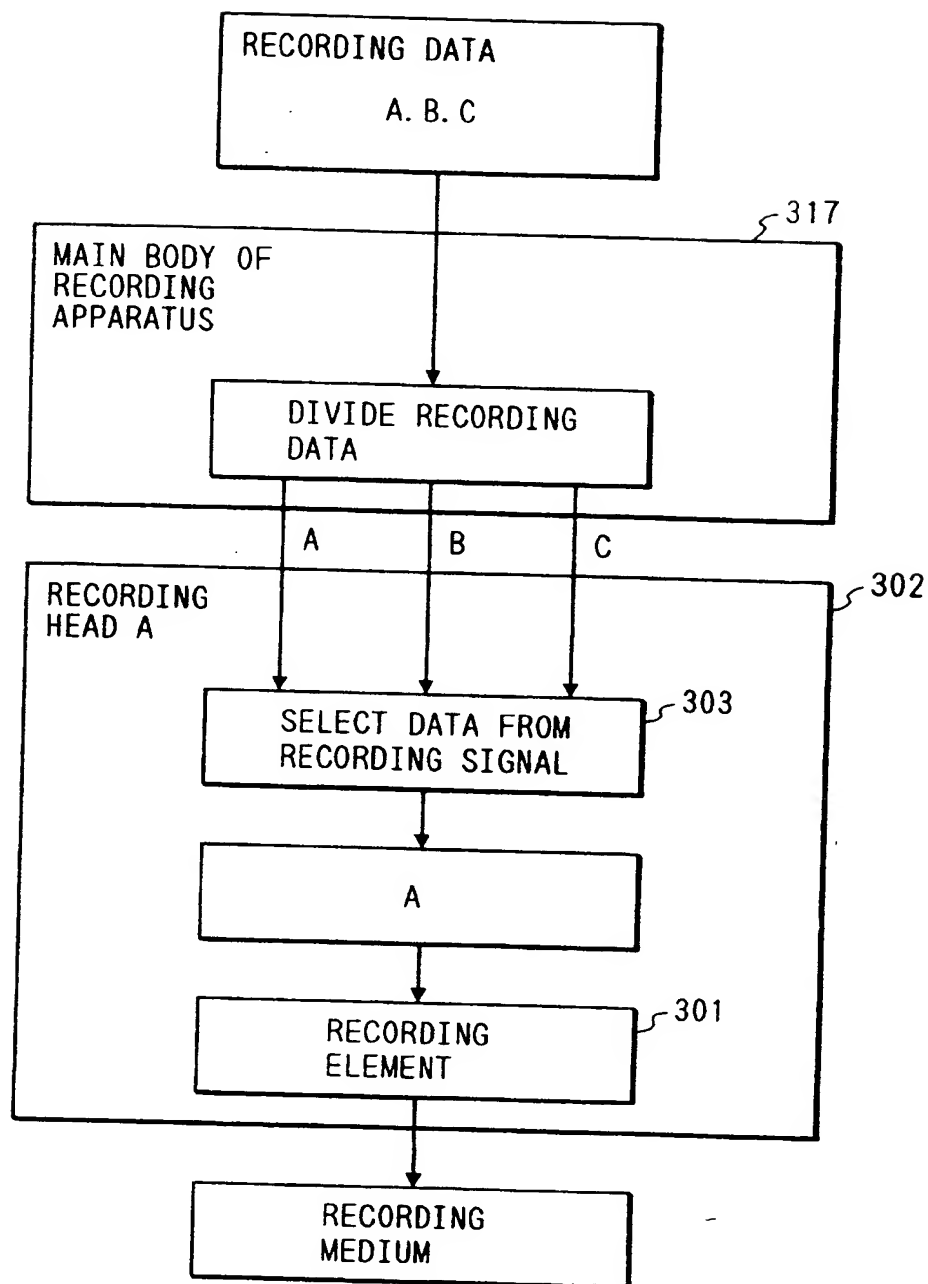 RECORDING DATA
A. B. C
317
MAIN BODY OF
RECORDING
APPARATUS
DIVIDE RECORDING
DATA
A B C
302
RECORDING
HEAD A
303
SELECT DATA FROM
RECORDING SIGNAL
A
301
RECORDING
ELEMENT
RECORDING
MEDIUM